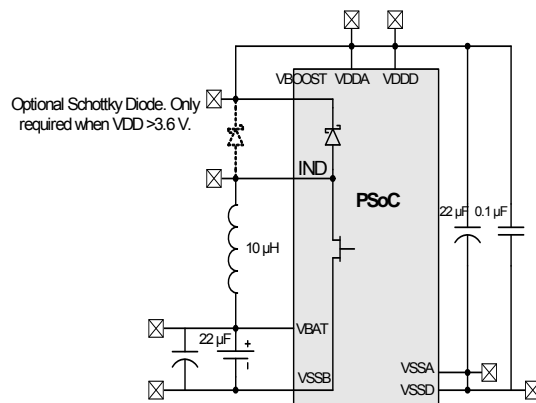 VBOOST VDDA VDDD
Optional Schottky Diode. Only
required when VDD >3.6 V.
IND
PSoC
22 µF 0.1 µF
10 µH
VBAT
22 µF
+
VSSB
VSSA
VSSD